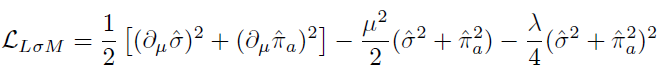 $\mathcal{L}_{L\sigma M} = \frac{1}{2}\left[(\partial_\mu \hat{\sigma})^2 + (\partial_\mu \hat{\pi}_a)^2\right] - \frac{\mu^2}{2}(\hat{\sigma}^2 + \hat{\pi}_a^2) - \frac{\lambda}{4}(\hat{\sigma}^2 + \hat{\pi}_a^2)^2$